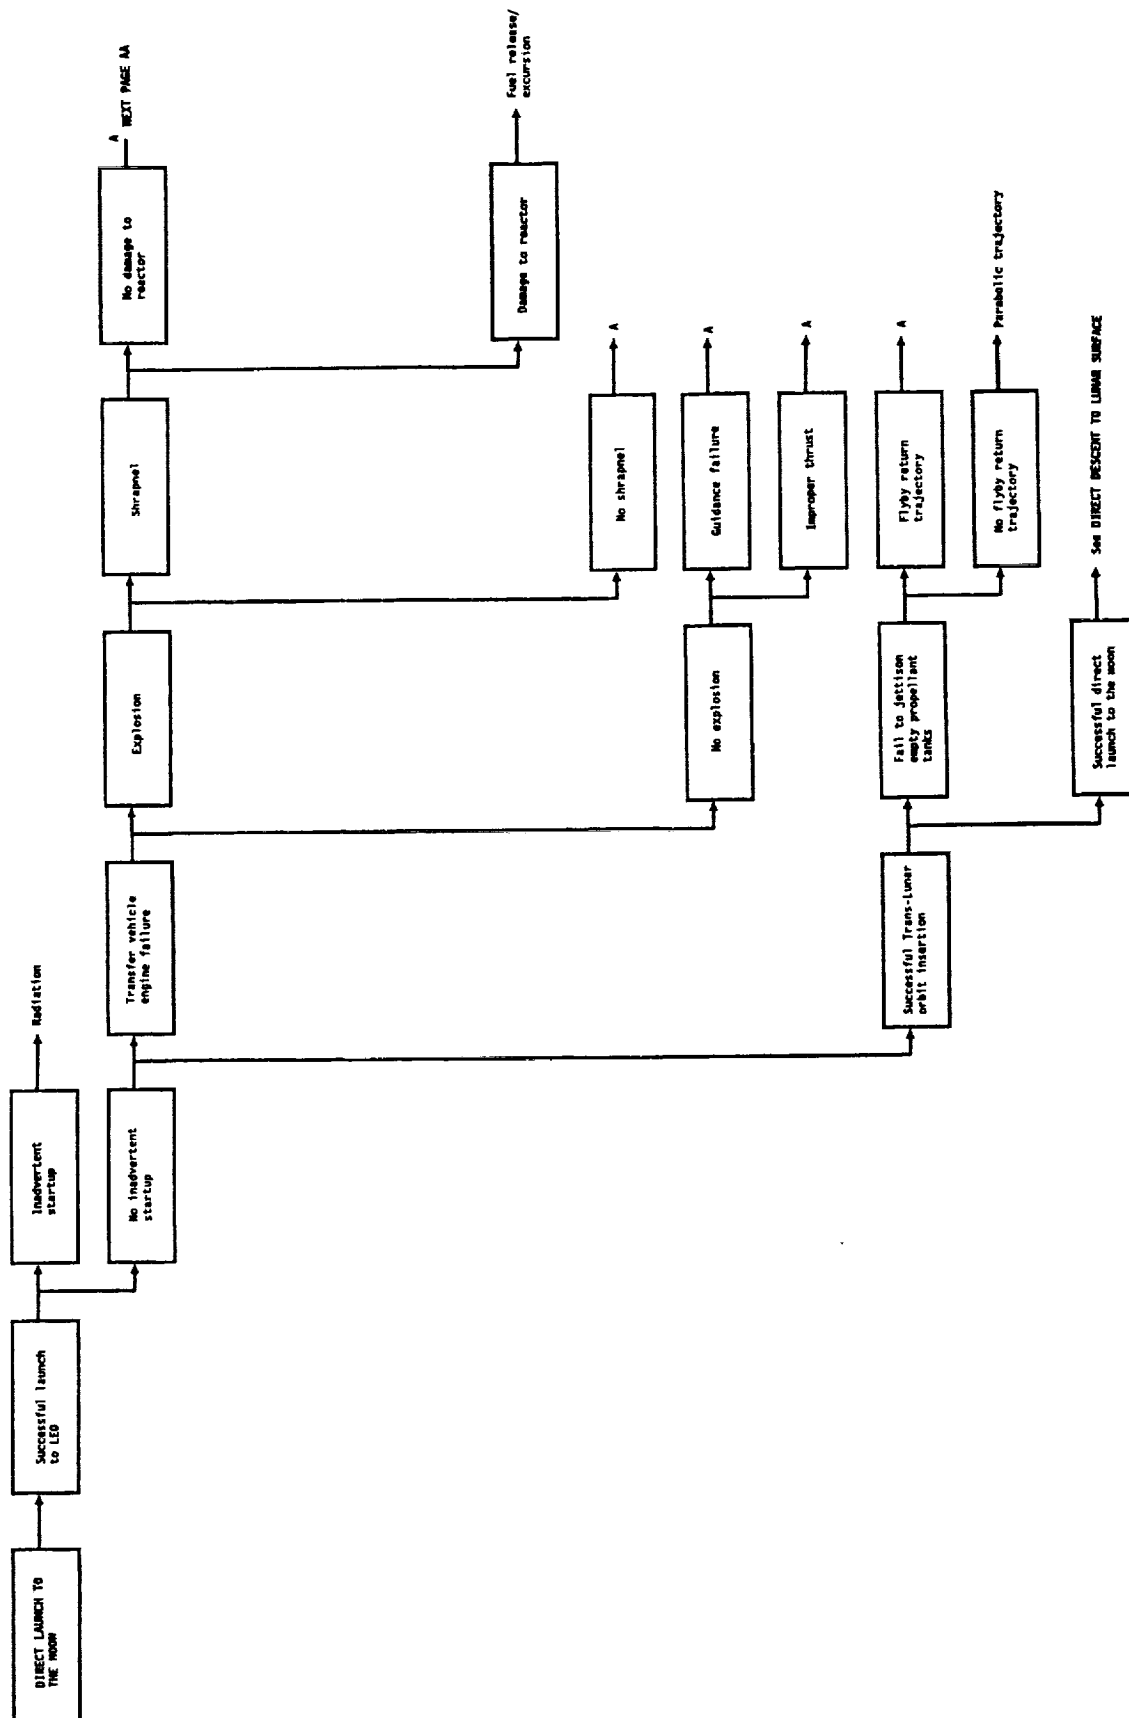 DIRECT LAUNCH TO
THE MOON
Successful launch
to LEO
Inadvertent
startup
Radiation
No inadvertent
startup
Transfer vehicle
engine failure
Explosion
Shrapnel
No damage to
reactor
A
NEXT PAGE AA
Damage to reactor
Fuel release/
excursion
No shrapnel
A
No explosion
Guidance failure
A
Improper thrust
A
Successful Trans-Lunar
orbit insertion
Fail to jettison
empty propellant
tanks
Flyby return
trajectory
A
No flyby return
trajectory
Parabolic trajectory
Successful direct
launch to the moon
See DIRECT DESCENT TO LUNAR SURFACE